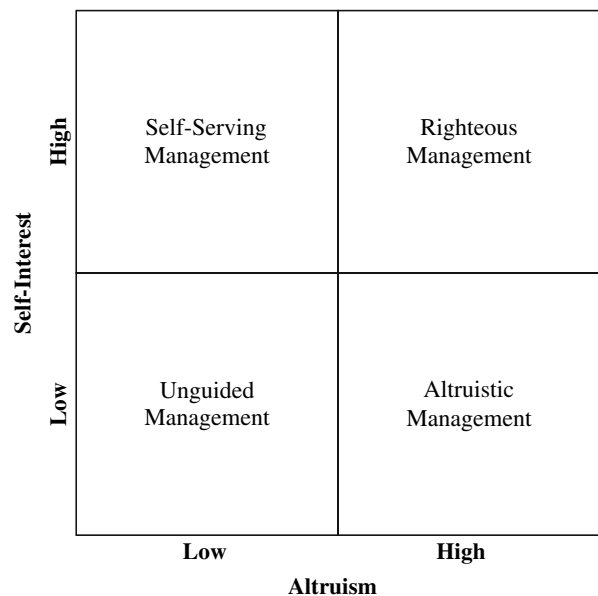 High
Self-Serving
Management
Righteous
Management
Self-Interest
Low
Unguided
Management
Altruistic
Management
Low
High
Altruism